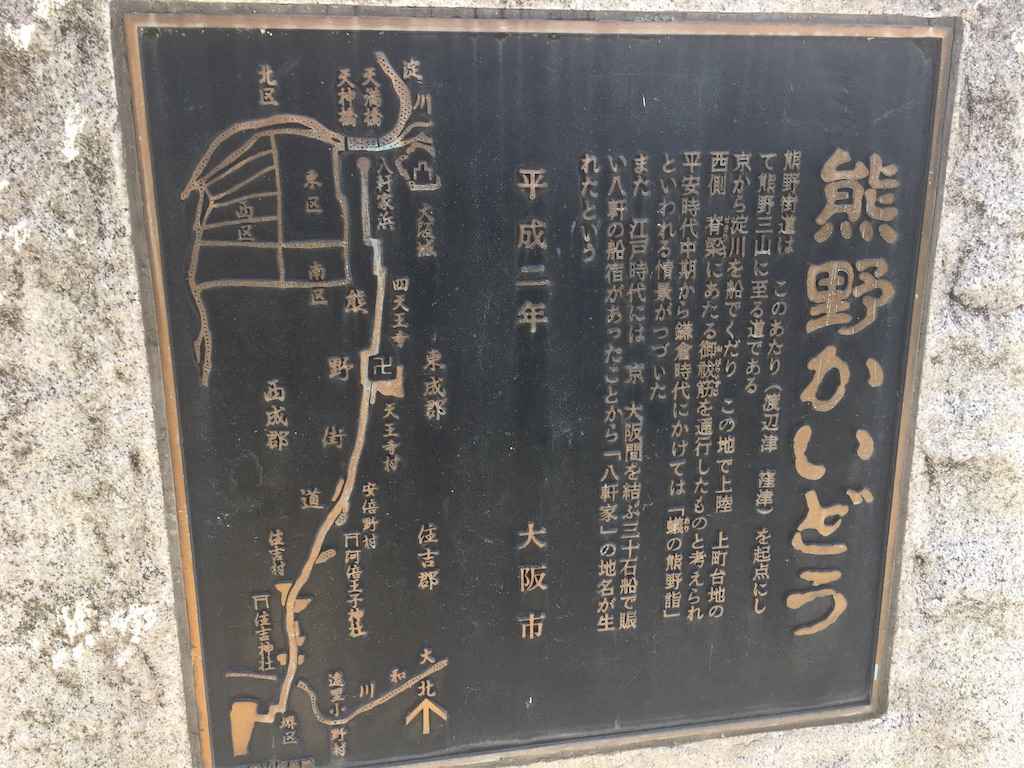 熊野かいどう
熊野街道は　このあたり（渡辺津　窪津）を起点にし
て熊野三山に至る道である
京から淀川を船でくだり　この地で上陸　上町台地の
西側　脊梁にあたる御祓筋を通行したものと考えられ
平安時代中期から鎌倉時代にかけては「蟻の熊野詣」
といわれる情景がつづいた
また　江戸時代には　京　大阪間を結ぶ三十石船で賑
い八軒の船宿があったことから「八軒家」の地名が生
れたという
平成二年　大阪市
淀川
天満橋
天神橋
北区
八軒家浜
大阪城
東区
西区
南区
四天王寺
熊野街道
卍
東成郡
西成郡
天王寺村
安倍野村
阿倍王子神社
住吉郡
住吉村
住吉神社
大和川
遠里小野村
堺区
北